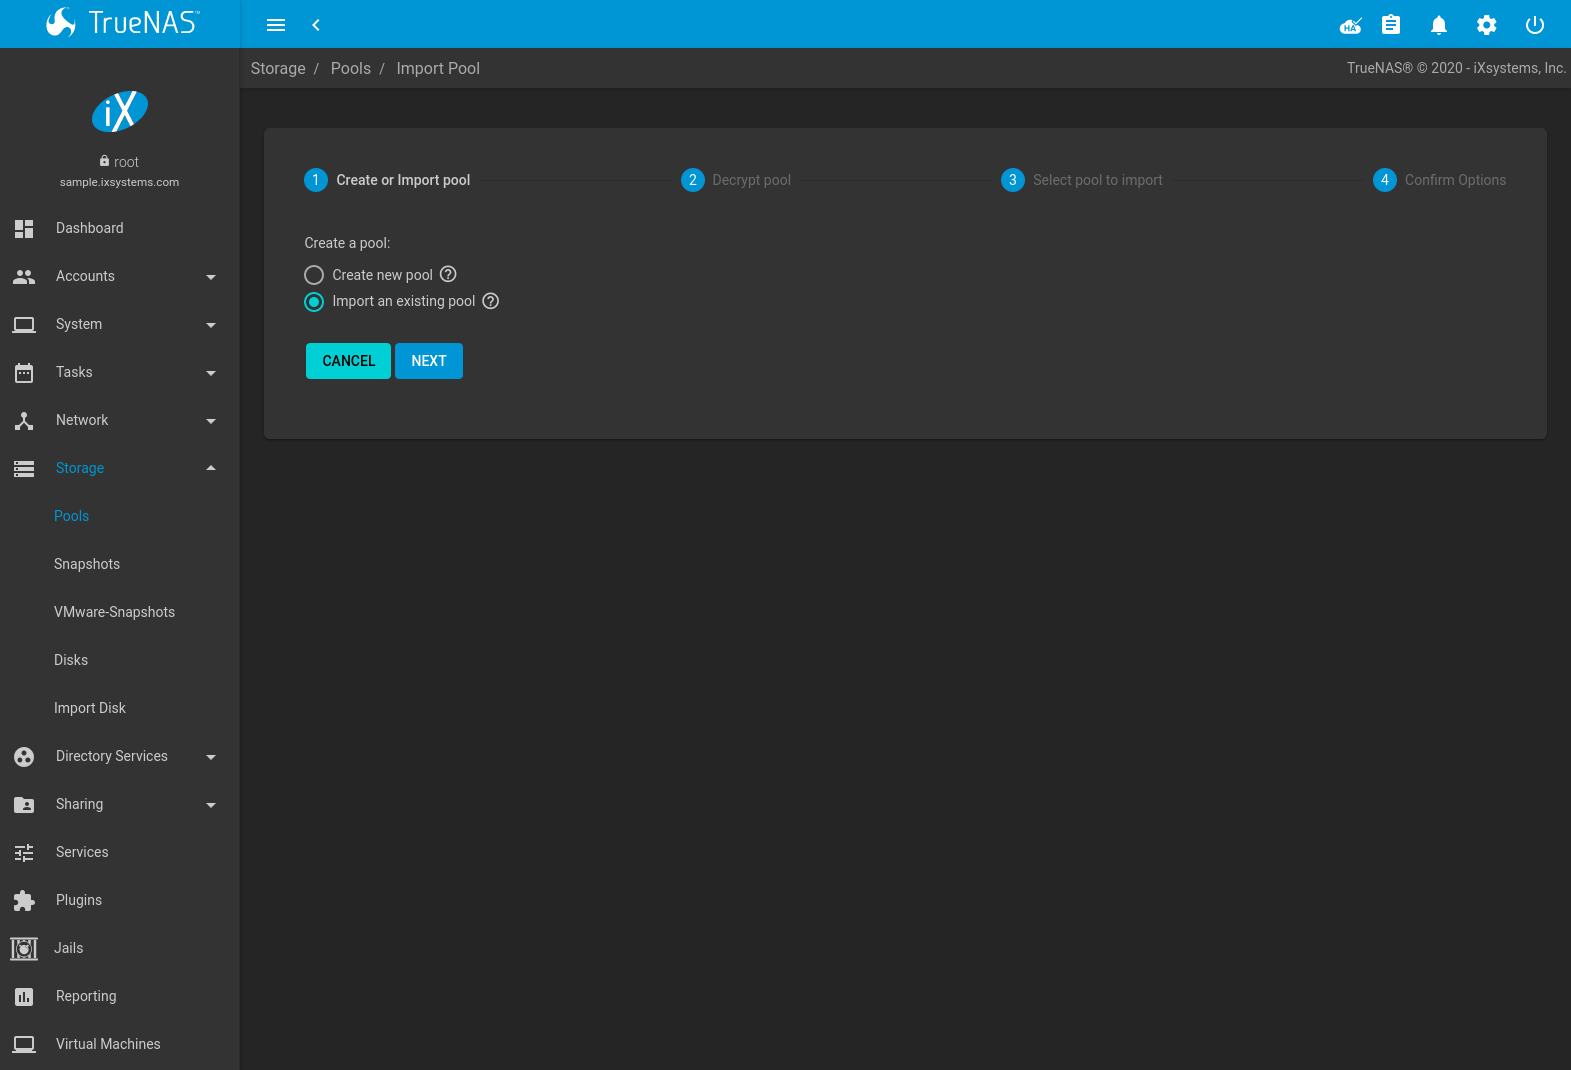 TrueNAS™
HA
Storage / Pools / Import Pool
TrueNAS® © 2020 - iXsystems, Inc.
iX
root
sample.ixsystems.com
Dashboard
Accounts
System
Tasks
Network
Storage
Pools
Snapshots
VMware-Snapshots
Disks
Import Disk
Directory Services
Sharing
Services
Plugins
Jails
Reporting
Virtual Machines
1 Create or Import pool
2 Decrypt pool
3 Select pool to import
4 Confirm Options
Create a pool:
Create new pool ?
Import an existing pool ?
CANCEL NEXT